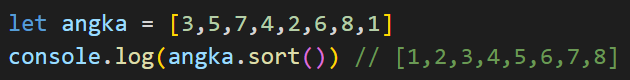 let angka = [3,5,7,4,2,6,8,1]
console.log(angka.sort()) // [1,2,3,4,5,6,7,8]